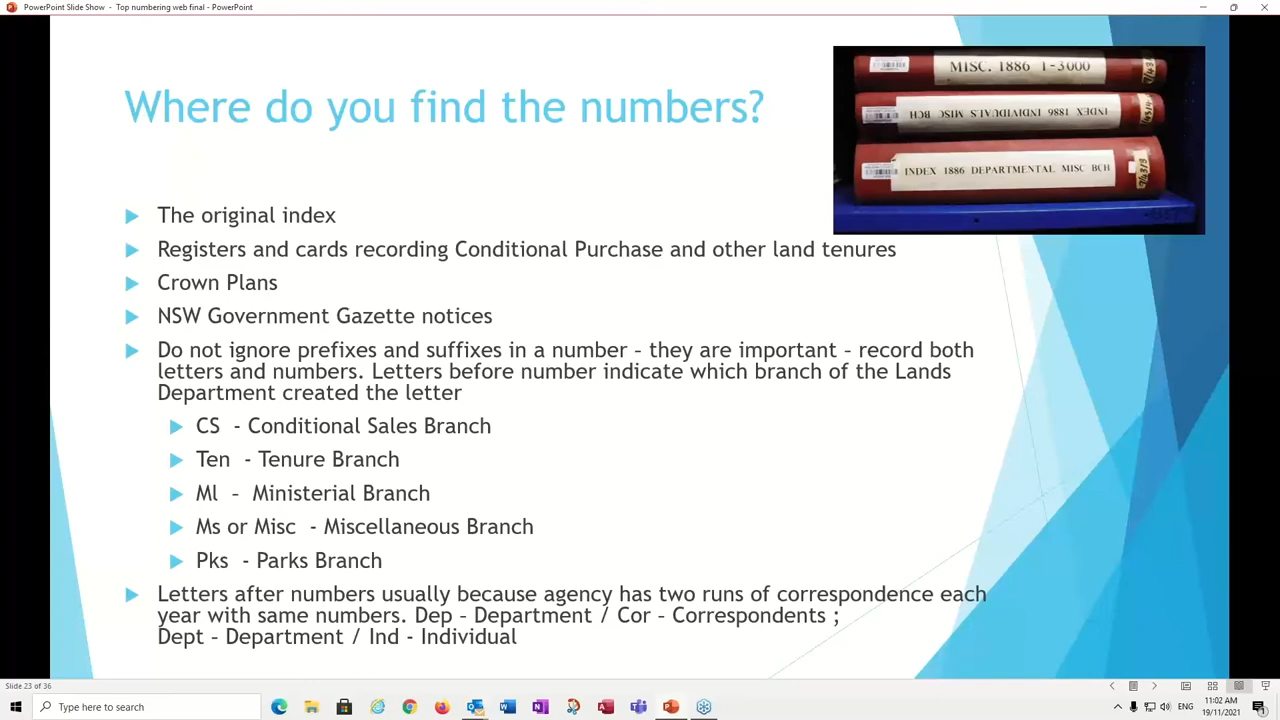 PowerPoint Slide Show - Top numbering web final - PowerPoint
Where do you find the numbers?
MISC. 1886 1-3000
INDEX 1886 INDIVIDUALS MISC BCH
INDEX 1886 DEPARTMENTAL MISC BCH
The original index
Registers and cards recording Conditional Purchase and other land tenures
Crown Plans
NSW Government Gazette notices
Do not ignore prefixes and suffixes in a number – they are important – record both
letters and numbers. Letters before number indicate which branch of the Lands
Department created the letter
CS - Conditional Sales Branch
Ten - Tenure Branch
Ml – Ministerial Branch
Ms or Misc - Miscellaneous Branch
Pks - Parks Branch
Letters after numbers usually because agency has two runs of correspondence each
year with same numbers. Dep – Department / Cor – Correspondents ;
Dept – Department / Ind - Individual
Slide 23 of 36
Type here to search
ENG
11:02 AM
19/11/2021